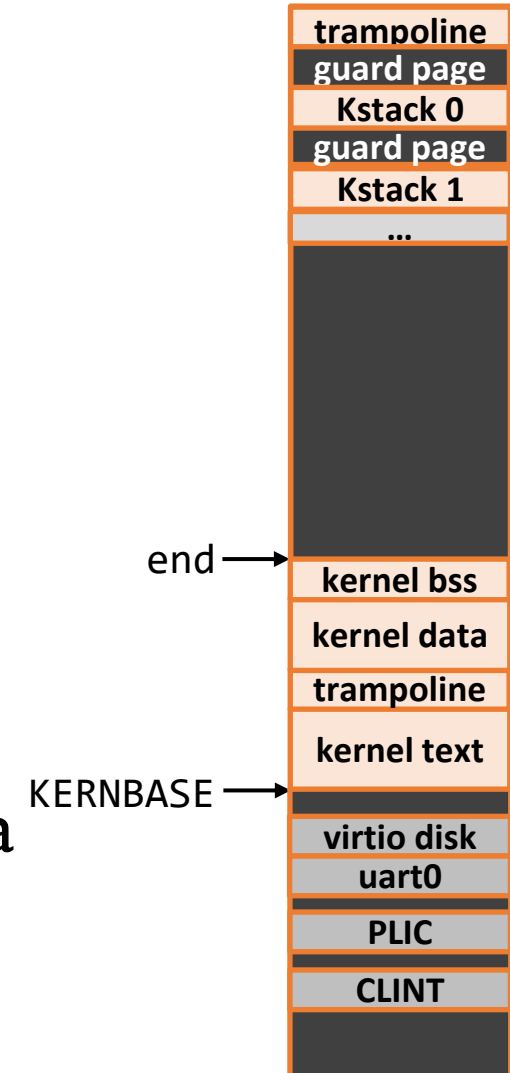 trampoline
guard page
Kstack 0
guard page
Kstack 1
...
end
kernel bss
kernel data
trampoline
kernel text
KERNBASE
a
virtio disk
uart0
PLIC
CLINT